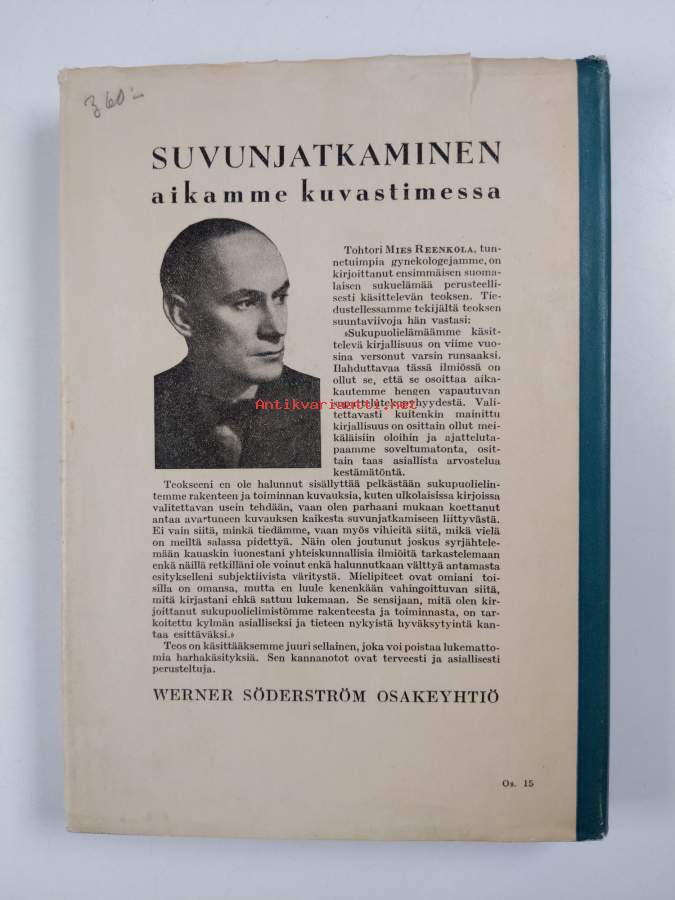 360:-
SUVUNJATKAMINEN
aikamme kuvastimessa
Tohtori MIES REENKOLA, tun-
netuimpia gynekologejamme, on
kirjoittanut ensimmäisen suoma-
laisen sukuelämää perusteelli-
sesti käsittelevän teoksen. Tie-
dustellessamme tekijältä teoksen
suuntaviivoja hän vastasi:
»Sukupuolielämäämme käsit-
televä kirjallisuus on viime vuo-
sina versonut varsin runsaaksi.
Ilahduttavaa tässä ilmiössä on
ollut se, että se osoittaa aika-
kautemme hengen vapautuvan
Antikvariaatti.net
Vali-
tettavasti kuitenkin mainittu
kirjallisuus on osittain ollut mei-
käläisiin oloihin ja ajatteluta-
paamme soveltumatonta, osit-
tain taas asiallista arvostelua
kestämätöntä.
Teokseeni en ole halunnut sisällyttää pelkästään sukupuolielin-
temme rakenteen ja toiminnan kuvauksia, kuten ulkolaisissa kirjoissa
valitettavan usein tehdään, vaan olen parhaani mukaan koettanut
antaa avartuneen kuvauksen kaikesta suvunjatkamiseen liittyvästä.
Ei vain siitä, minkä tiedämme, vaan myös vihjeitä siitä, mikä vielä
on meiltä salassa pidettyä. Näin olen joutunut joskus syrjähtele-
mään kauaskin juonestani yhteiskunnallisia ilmiöitä tarkastelemaan
enkä näillä retkilläni ole voinut enkä halunnutkaan välttyä antamasta
esitykselleni subjektiivista väritystä. Mielipiteet ovat omiani toi-
silla on omansa, mutta en luule kenenkään vahingoittuvan siitä,
mitä kirjastani ehkä sattuu lukemaan. Se sensijaan, mitä olen kir-
joittanut sukupuolielimistömme rakenteesta ja toiminnasta, on tar-
koitettu kylmän asialliseksi ja tieteen nykyistä hyväksytyintä kan-
taa esittäväksi.»
Teos on käsittääksemme juuri sellainen, joka voi poistaa lukematto-
mia harhakäsityksiä. Sen kannanotot ovat terveesti ja asiallisesti
perusteltuja.
WERNER SÖDERSTRÖM OSAKEYHTIÖ
Os. 15